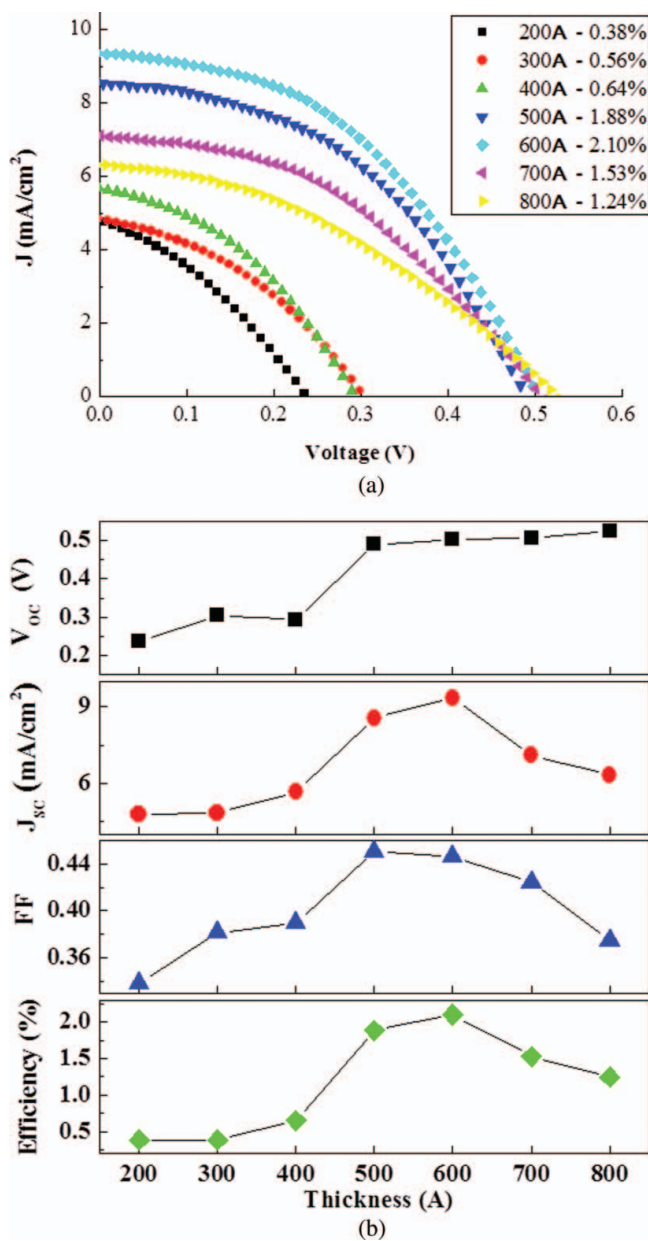 10
8
6
4
2
0
J (mA/cm²)
200A - 0.38%
300A - 0.56%
400A - 0.64%
500A - 1.88%
600A - 2.10%
700A - 1.53%
800A - 1.24%
0.0 0.1 0.2 0.3 0.4 0.5 0.6
Voltage (V)
(a)
0.5
0.4
0.3
0.2
V_OC (V)
9
6
J_SC (mA/cm²)
0.44
0.40
0.36
FF
2.0
1.5
1.0
0.5
Efficiency (%)
200 300 400 500 600 700 800
Thickness (A)
(b)